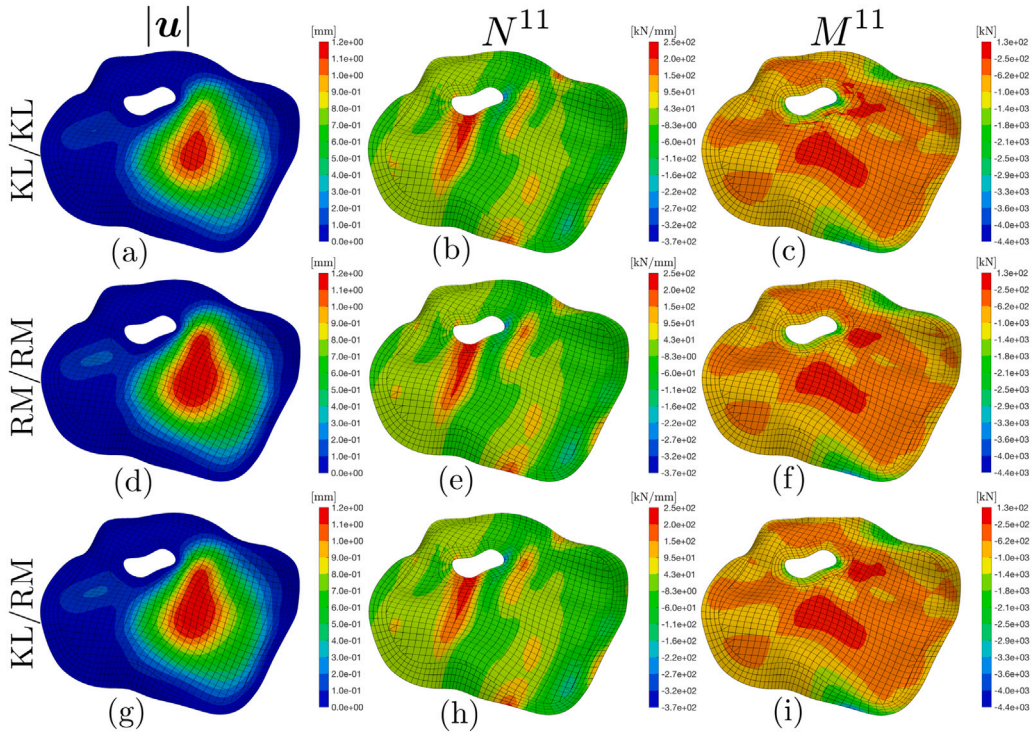 |u| N^11 M^11
KL/KL
[mm]
1.2e+00
1.1e+00
1.0e+00
9.0e-01
8.0e-01
7.0e-01
6.0e-01
5.0e-01
4.0e-01
3.0e-01
2.0e-01
1.0e-01
0.0e+00
(a)
[kN/mm]
2.5e+02
2.0e+02
1.5e+02
9.5e+01
4.3e+01
-8.3e+00
-6.0e+01
-1.1e+02
-1.6e+02
-2.2e+02
-2.7e+02
-3.2e+02
-3.7e+02
(b)
[kN]
1.3e+02
-2.5e+02
-6.2e+02
-1.0e+03
-1.4e+03
-1.8e+03
-2.1e+03
-2.5e+03
-2.9e+03
-3.3e+03
-3.6e+03
-4.0e+03
-4.4e+03
(c)
RM/RM
[mm]
1.2e+00
1.1e+00
1.0e+00
9.0e-01
8.0e-01
7.0e-01
6.0e-01
5.0e-01
4.0e-01
3.0e-01
2.0e-01
1.0e-01
0.0e+00
(d)
[kN/mm]
2.5e+02
2.0e+02
1.5e+02
9.5e+01
4.3e+01
-8.3e+00
-6.0e+01
-1.1e+02
-1.6e+02
-2.2e+02
-2.7e+02
-3.2e+02
-3.7e+02
(e)
[kN]
1.3e+02
-2.5e+02
-6.2e+02
-1.0e+03
-1.4e+03
-1.8e+03
-2.1e+03
-2.5e+03
-2.9e+03
-3.3e+03
-3.6e+03
-4.0e+03
-4.4e+03
(f)
KL/RM
[mm]
1.2e+00
1.1e+00
1.0e+00
9.0e-01
8.0e-01
7.0e-01
6.0e-01
5.0e-01
4.0e-01
3.0e-01
2.0e-01
1.0e-01
0.0e+00
(g)
[kN/mm]
2.5e+02
2.0e+02
1.5e+02
9.5e+01
4.3e+01
-8.3e+00
-6.0e+01
-1.1e+02
-1.6e+02
-2.2e+02
-2.7e+02
-3.2e+02
-3.7e+02
(h)
[kN]
1.3e+02
-2.5e+02
-6.2e+02
-1.0e+03
-1.4e+03
-1.8e+03
-2.1e+03
-2.5e+03
-2.9e+03
-3.3e+03
-3.6e+03
-4.0e+03
-4.4e+03
(i)